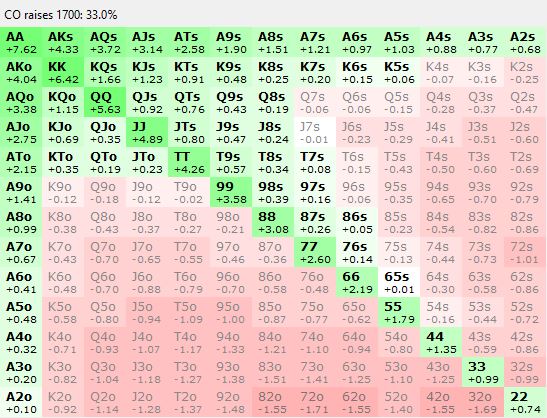 CO raises 1700: 33.0%
AA AKs AQs AJs ATs A9s A8s A7s A6s A5s A4s A3s A2s
+7.62 +4.33 +3.72 +3.14 +2.58 +1.90 +1.51 +1.21 +0.97 +1.03 +0.88 +0.77 +0.68
AKo KK KQs KJs KTs K9s K8s K7s K6s K5s K4s K3s K2s
+4.04 +6.42 +1.66 +1.23 +0.91 +0.48 +0.25 +0.20 +0.15 +0.06 -0.07 -0.16 -0.25
AQo KQo QQ QJs QTs Q9s Q8s Q7s Q6s Q5s Q4s Q3s Q2s
+3.38 +1.15 +5.63 +0.92 +0.76 +0.43 +0.19 -0.06 -0.06 -0.15 -0.28 -0.37 -0.47
AJo KJo QJo JJ JTs J9s J8s J7s J6s J5s J4s J3s J2s
+2.75 +0.69 +0.35 +4.89 +0.80 +0.47 +0.24 -0.01 -0.23 -0.29 -0.41 -0.51 -0.60
ATo KTo QTo JTo TT T9s T8s T7s T6s T5s T4s T3s T2s
+2.15 +0.35 +0.19 +0.23 +4.26 +0.57 +0.34 +0.08 -0.15 -0.43 -0.50 -0.60 -0.69
A9o K9o Q9o J9o T9o 99 98s 97s 96s 95s 94s 93s 92s
+1.41 -0.12 -0.18 -0.12 -0.02 +3.58 +0.39 +0.16 -0.06 -0.35 -0.65 -0.70 -0.79
A8o K8o Q8o J8o T8o 98o 88 87s 86s 85s 84s 83s 82s
+0.99 -0.38 -0.43 -0.37 -0.27 -0.21 +3.08 +0.26 +0.05 -0.23 -0.54 -0.82 -0.86
A7o K7o Q7o J7o T7o 97o 87o 77 76s 75s 74s 73s 72s
+0.67 -0.43 -0.70 -0.65 -0.55 -0.46 -0.36 +2.60 +0.14 -0.13 -0.44 -0.73 -1.01
A6o K6o Q6o J6o T6o 96o 86o 76o 66 65s 64s 63s 62s
+0.41 -0.48 -0.70 -0.88 -0.79 -0.70 -0.58 -0.48 +2.19 +0.01 -0.30 -0.58 -0.86
A5o K5o Q5o J5o T5o 95o 85o 75o 65o 55 54s 53s 52s
+0.48 -0.58 -0.80 -0.94 -1.09 -1.00 -0.87 -0.77 -0.62 +1.79 -0.16 -0.44 -0.72
A4o K4o Q4o J4o T4o 94o 84o 74o 64o 54o 44 43s 42s
+0.32 -0.71 -0.93 -1.07 -1.17 -1.33 -1.21 -1.10 -0.94 -0.80 +1.35 -0.59 -0.86
A3o K3o Q3o J3o T3o 93o 83o 73o 63o 53o 43o 33 32s
+0.20 -0.82 -1.04 -1.18 -1.27 -1.38 -1.51 -1.41 -1.25 -1.10 -1.25 +0.99 -0.99
A2o K2o Q2o J2o T2o 92o 82o 72o 62o 52o 42o 32o 22
+0.10 -0.92 -1.14 -1.28 -1.37 -1.48 -1.55 -1.71 -1.55 -1.40 -1.55 -1.69 +0.74